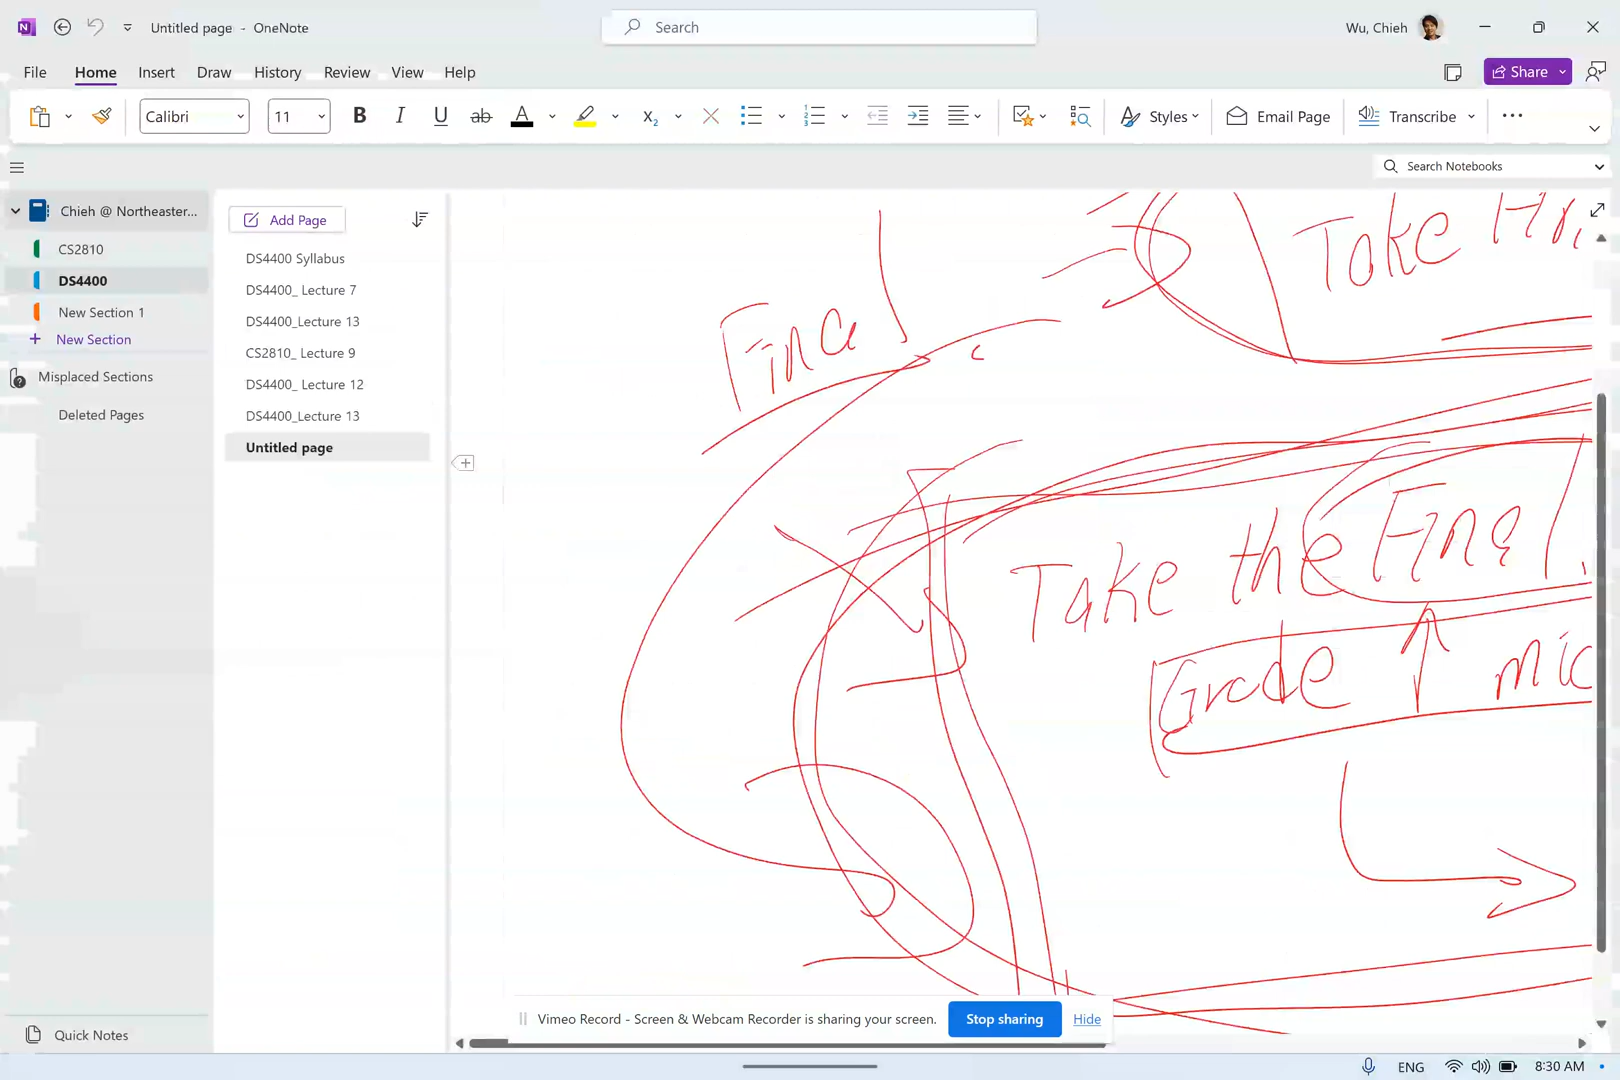 Untitled page - OneNote
Search
Wu, Chieh
File Home Insert Draw History Review View Help
Share
Calibri 11 B I U ab A x2 Styles Email Page Transcribe
Search Notebooks
Chieh @ Northeaster...
CS2810
DS4400
New Section 1
+ New Section
Misplaced Sections
Deleted Pages
Quick Notes
Add Page
DS4400 Syllabus
DS4400_ Lecture 7
DS4400_Lecture 13
CS2810_ Lecture 9
DS4400_ Lecture 12
DS4400_Lecture 13
Untitled page
Take
Final
Take the Final
Grade ↑ mid
Vimeo Record - Screen & Webcam Recorder is sharing your screen. Stop sharing Hide
ENG 8:30 AM